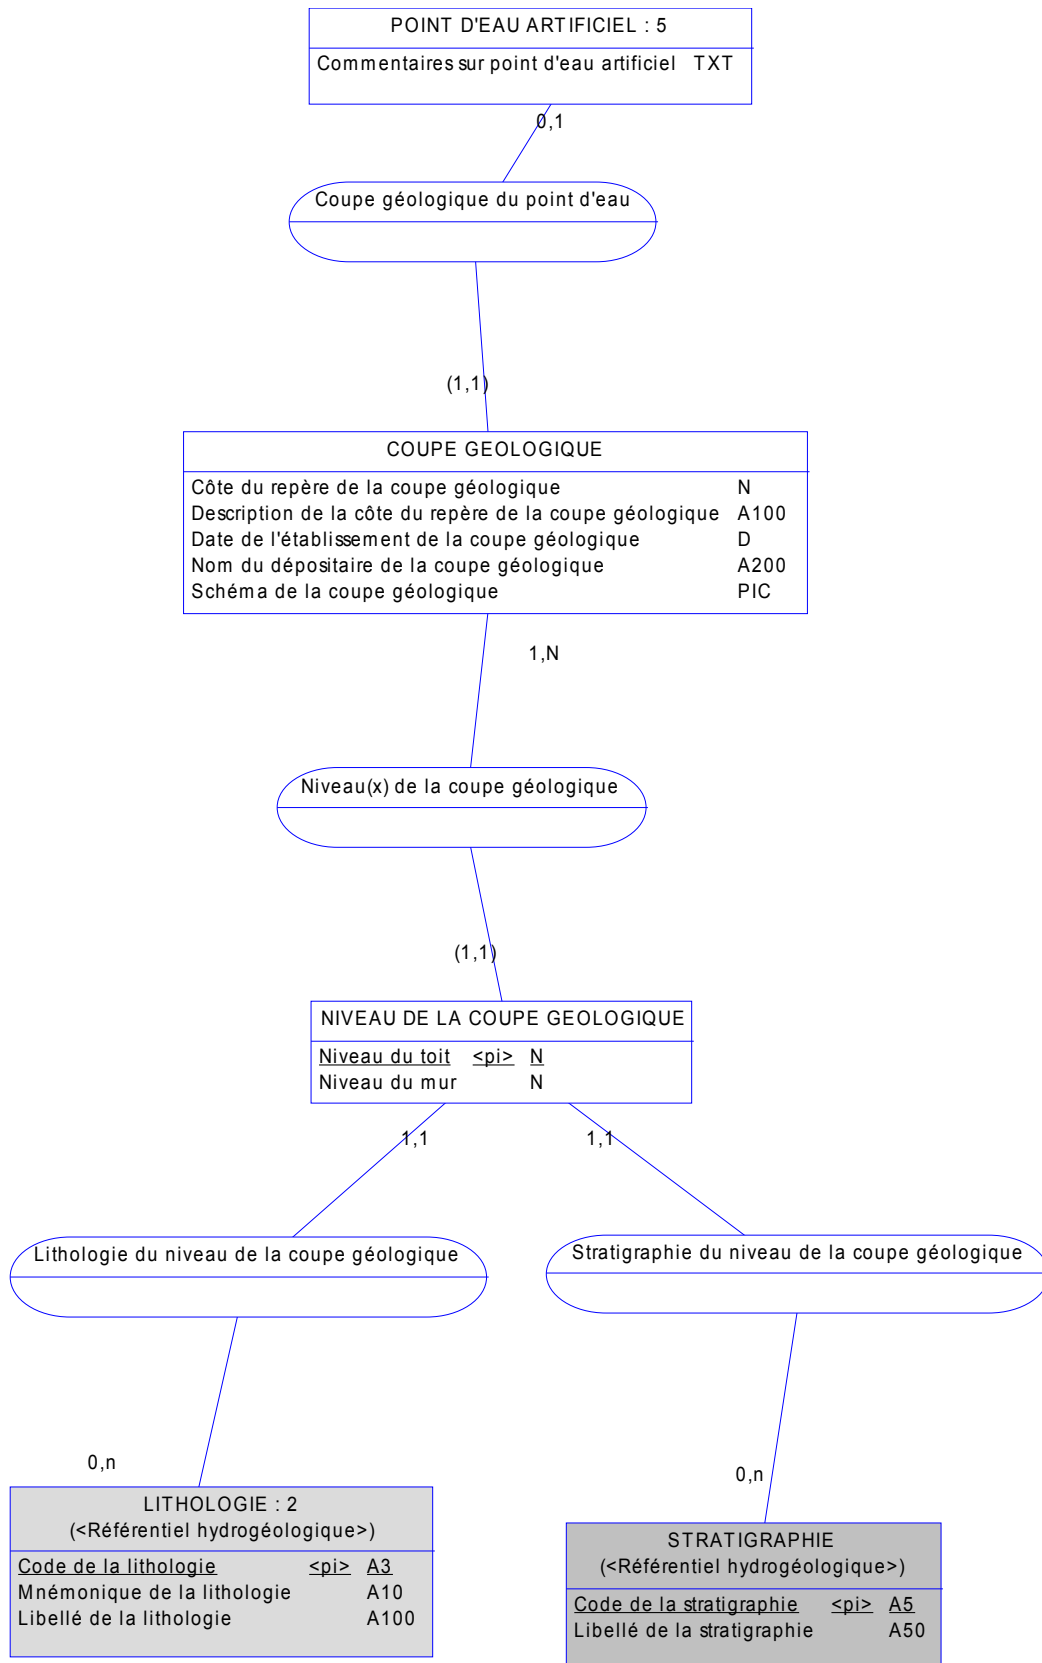 POINT D'EAU ARTIFICIEL : 5
Commentaires sur point d'eau artificiel TXT
0,1
Coupe géologique du point d'eau
(1,1)
COUPE GEOLOGIQUE
Côte du repère de la coupe géologique N
Description de la côte du repère de la coupe géologique A100
Date de l'établissement de la coupe géologique D
Nom du dépositaire de la coupe géologique A200
Schéma de la coupe géologique PIC
1,N
Niveau(x) de la coupe géologique
(1,1)
NIVEAU DE LA COUPE GEOLOGIQUE
Niveau du toit <pi> N
Niveau du mur N
1,1 1,1
Lithologie du niveau de la coupe géologique
Stratigraphie du niveau de la coupe géologique
0,n
LITHOLOGIE : 2
(<Référentiel hydrogéologique>)
Code de la lithologie <pi> A3
Mnémonique de la lithologie A10
Libellé de la lithologie A100
0,n
STRATIGRAPHIE
(<Référentiel hydrogéologique>)
Code de la stratigraphie <pi> A5
Libellé de la stratigraphie A50